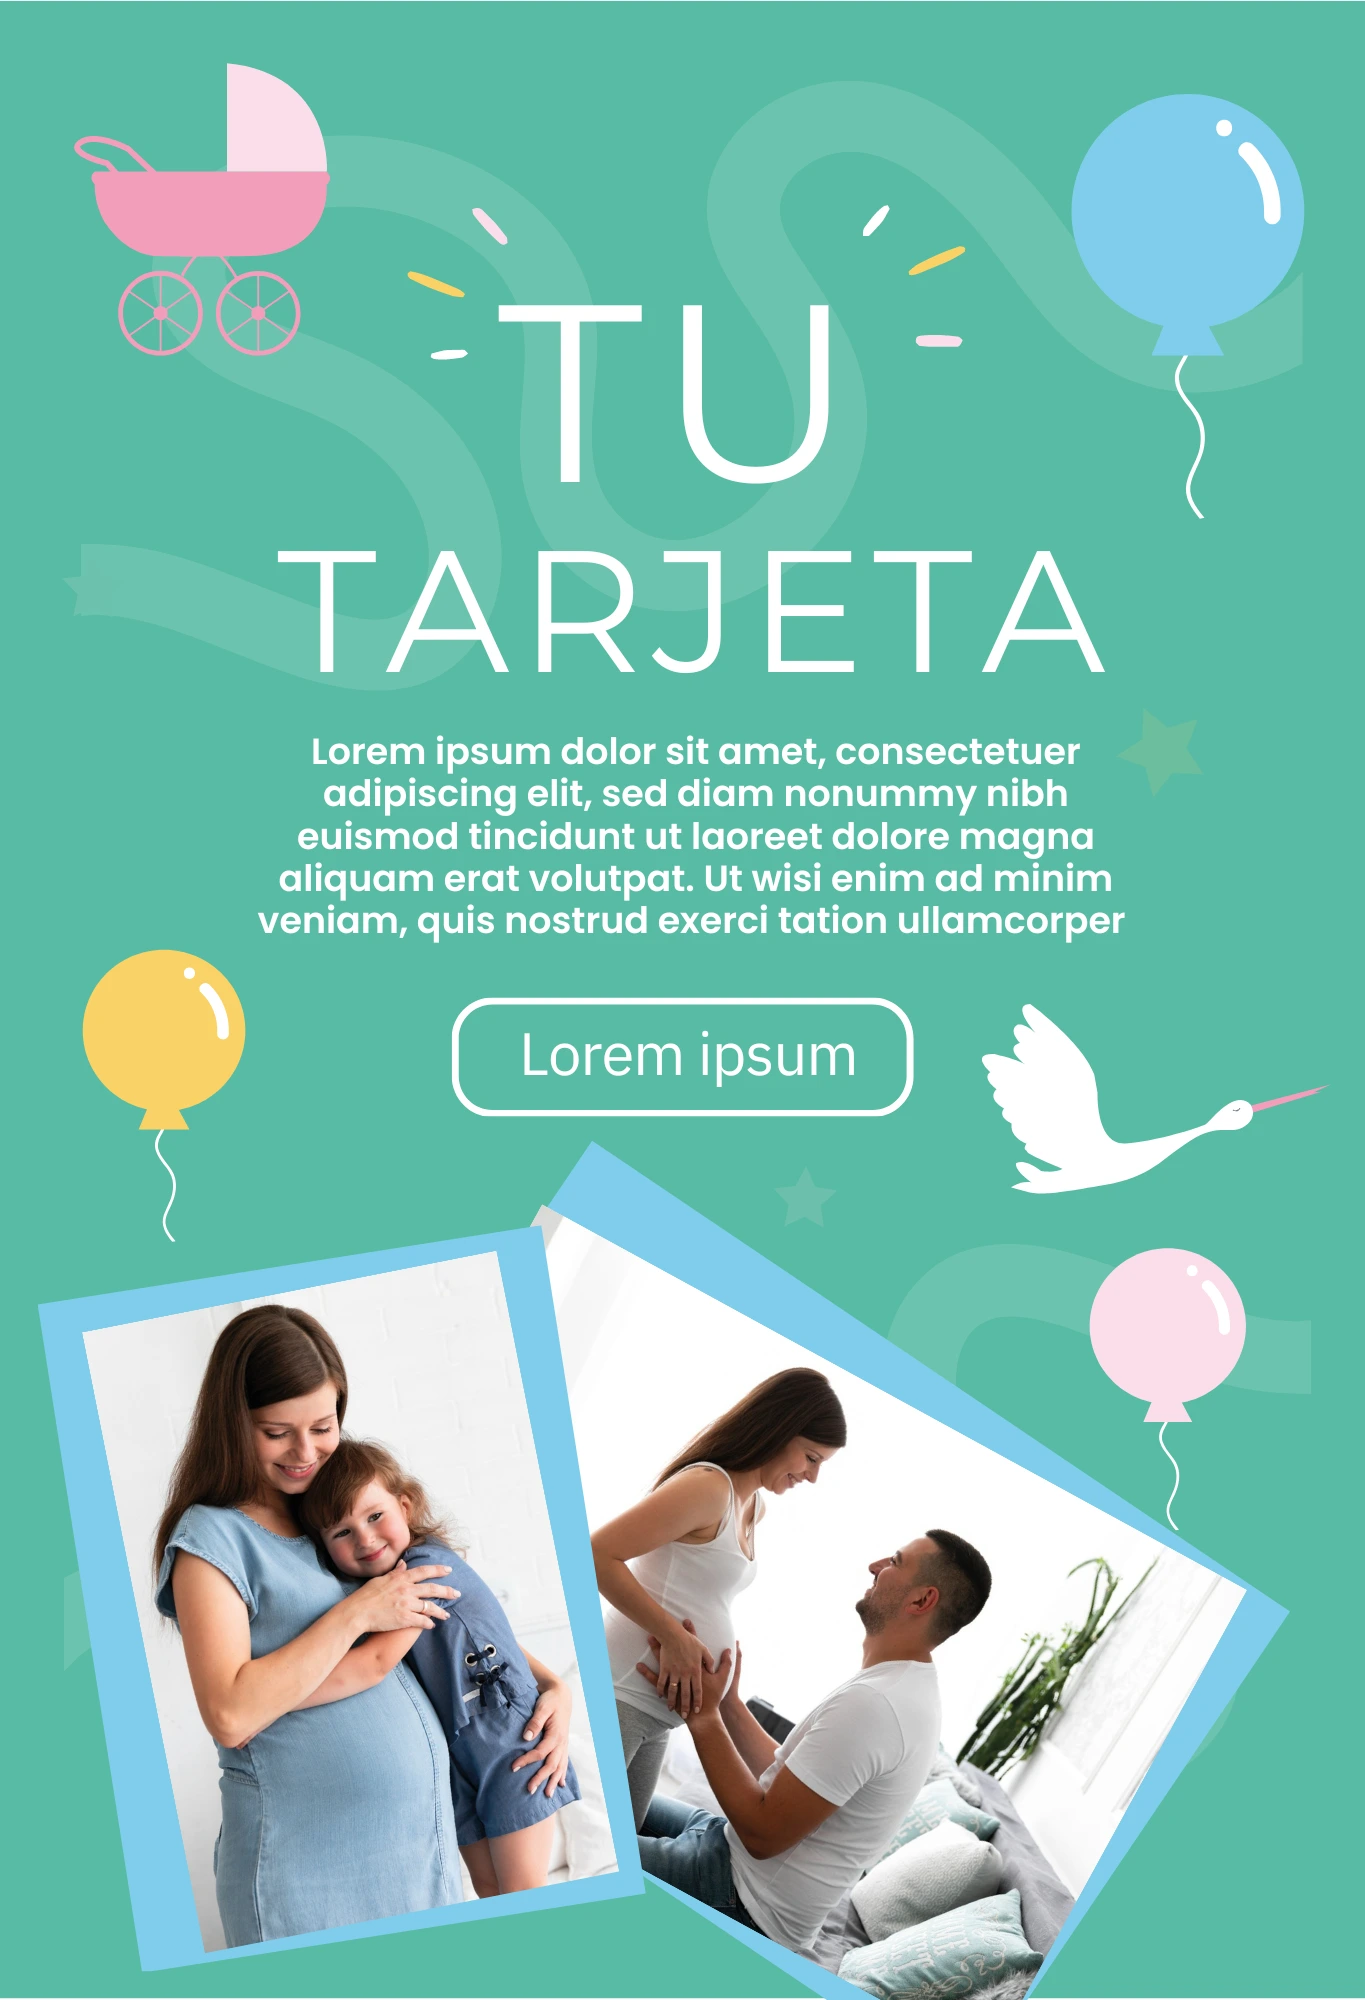 TU
TARJETA
Lorem ipsum dolor sit amet, consectetuer
adipiscing elit, sed diam nonummy nibh
euismod tincidunt ut laoreet dolore magna
aliquam erat volutpat. Ut wisi enim ad minim
veniam, quis nostrud exerci tation ullamcorper
Lorem ipsum